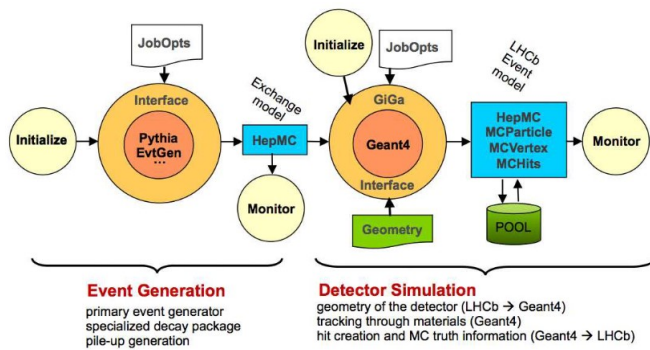 JobOpts
Interface
Initialize
Pythia
EvtGen
...
Exchange
model
HepMC
Monitor
Initialize
JobOpts
GiGa
Geant4
Interface
Geometry
LHCb
Event
model
HepMC
MCParticle
MCVertex
MCHits
POOL
Monitor
Event Generation
primary event generator
specialized decay package
pile-up generation
Detector Simulation
geometry of the detector (LHCb → Geant4)
tracking through materials (Geant4)
hit creation and MC truth information (Geant4 → LHCb)